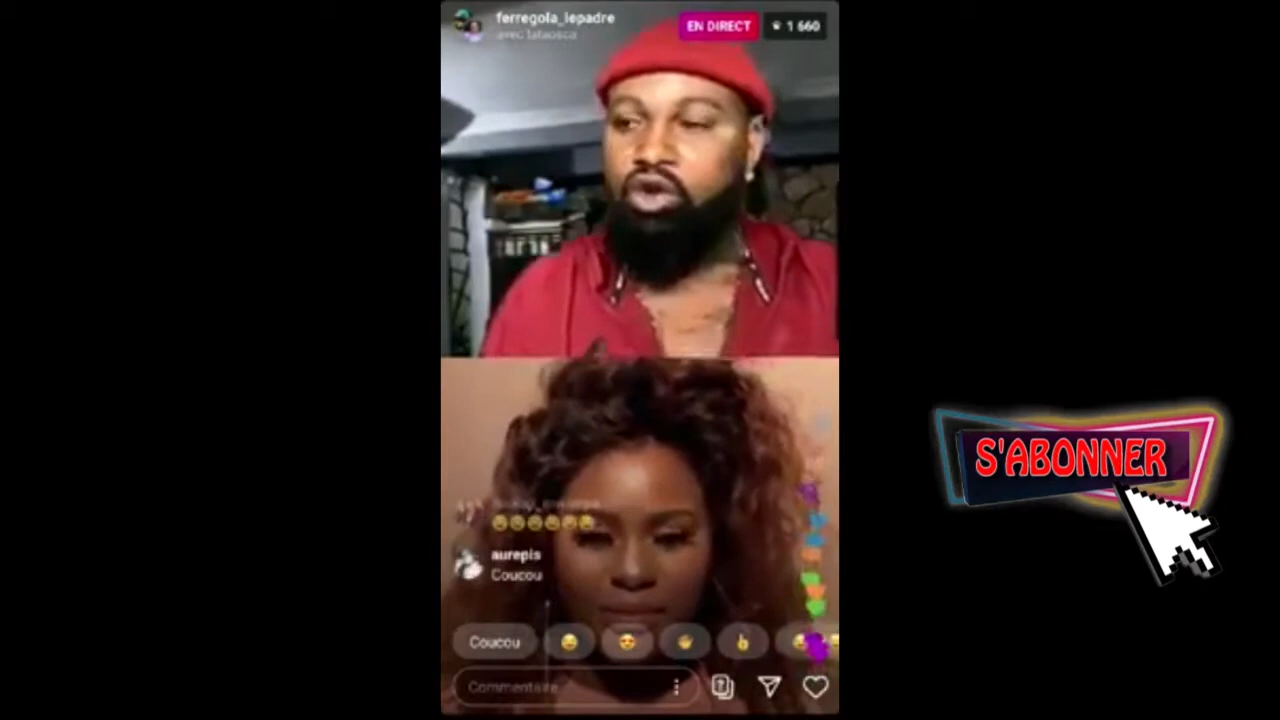 ferregola_lepadre
EN DIRECT
1 660
S'ABONNER
aurepis
Coucou
Coucou
Commentaire